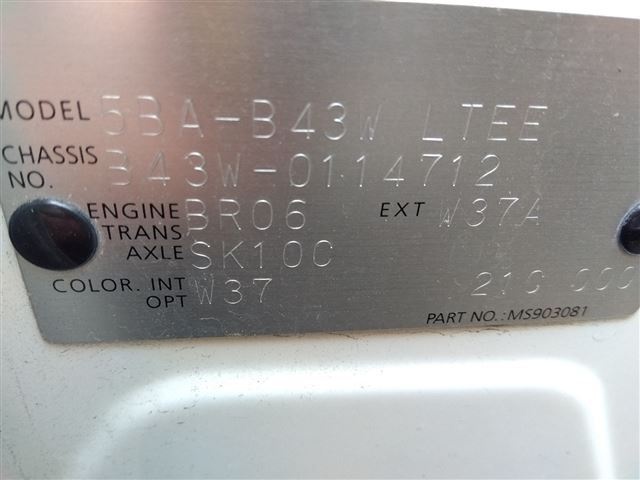 MODEL 5BA-B43W LTEE
CHASSIS NO. B43W-0114712
ENGINE BR06 EXT W37A
TRANS AXLE SK10C
COLOR. INT OPT W37 21C 000
PART NO.: MS903081